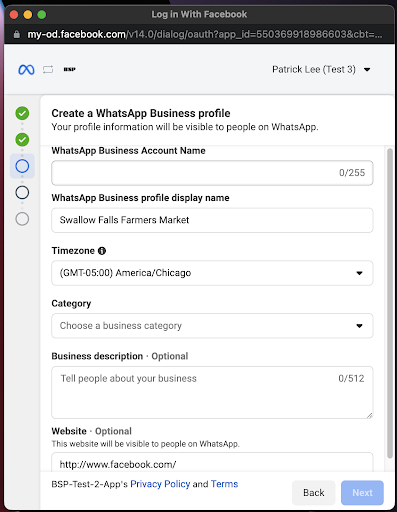 Log in With Facebook
my-od.facebook.com/v14.0/dialog/oauth?app_id=550369918986603&cbt=...
BSP
Patrick Lee (Test 3)
Create a WhatsApp Business profile
Your profile information will be visible to people on WhatsApp.
WhatsApp Business Account Name
0/255
WhatsApp Business profile display name
Swallow Falls Farmers Market
Timezone
(GMT-05:00) America/Chicago
Category
Choose a business category
Business description · Optional
Tell people about your business 0/512
Website · Optional
This website will be visible to people on WhatsApp.
http://www.facebook.com/
BSP-Test-2-App's Privacy Policy and Terms
Back Next